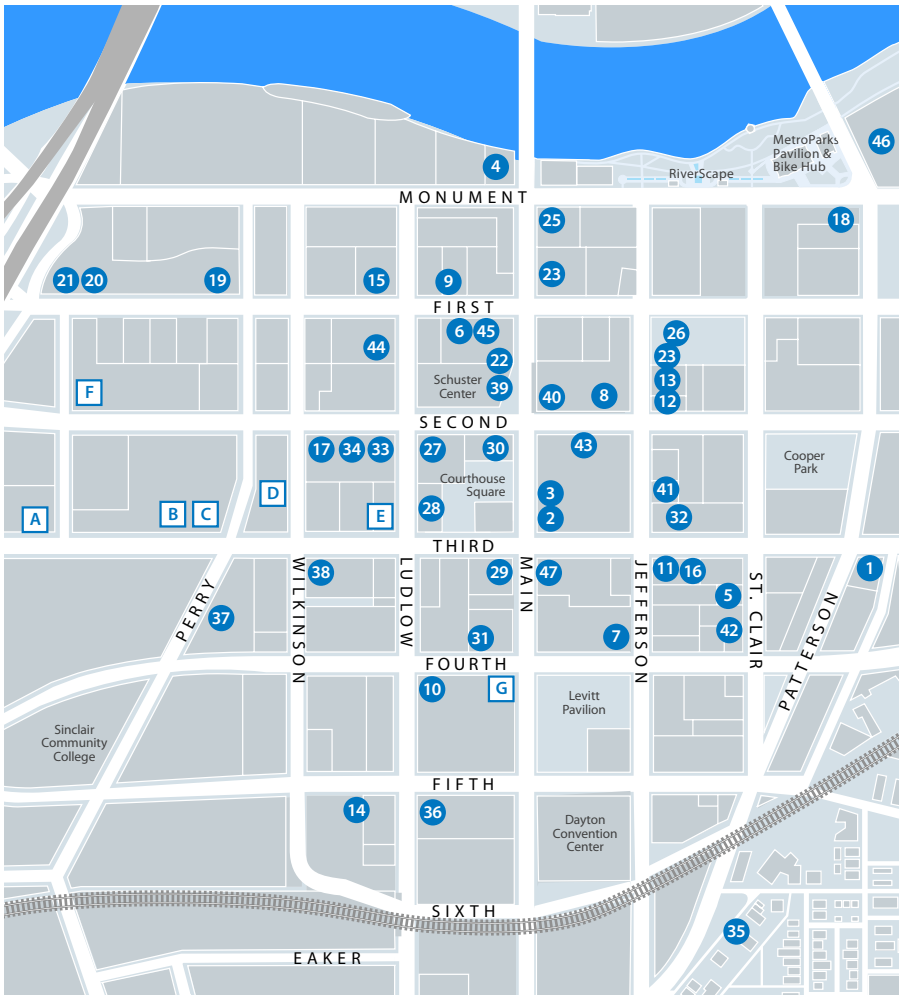 4
46
MetroParks
Pavilion &
Bike Hub
RiverScape
MONUMENT
25
18
21
20
19
15
9
23
FIRST
6
45
26
44
22
23
F
Schuster
Center
39
13
40
8
12
SECOND
17
34
33
27
30
43
Cooper
Park
Courthouse
Square
A
B
C
D
E
28
3
41
2
32
THIRD
PERRY
WILKINSON
LUDLOW
MAIN
JEFFERSON
ST. CLAIR
PATTERSON
38
29
47
11
16
1
5
37
31
7
42
FOURTH
10
G
Levitt
Pavilion
Sinclair
Community
College
FIFTH
14
36
Dayton
Convention
Center
SIXTH
35
EAKER